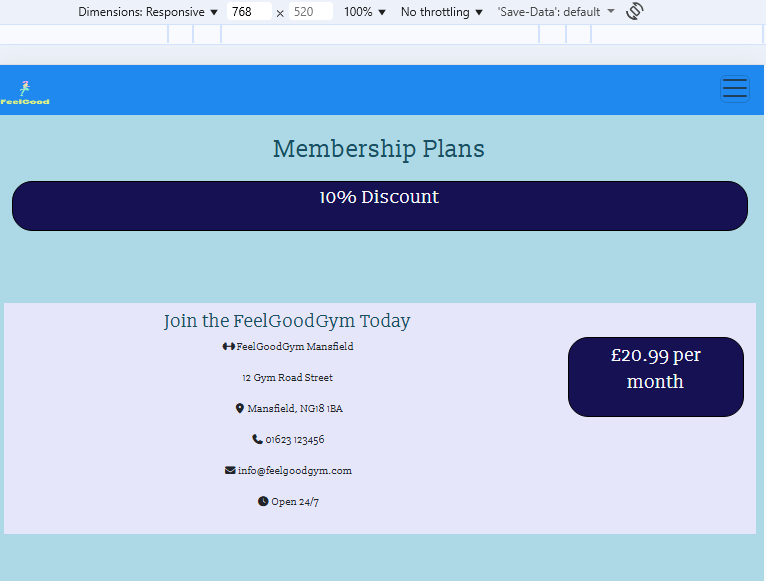 Dimensions: Responsive ▼ 768 × 520 100% ▼ No throttling ▼ 'Save-Data': default ▼
FeelGood
Membership Plans
10% Discount
Join the FeelGoodGym Today
FeelGoodGym Mansfield
12 Gym Road Street
Mansfield, NG18 1BA
01623 123456
info@feelgoodgym.com
Open 24/7
£20.99 per
month